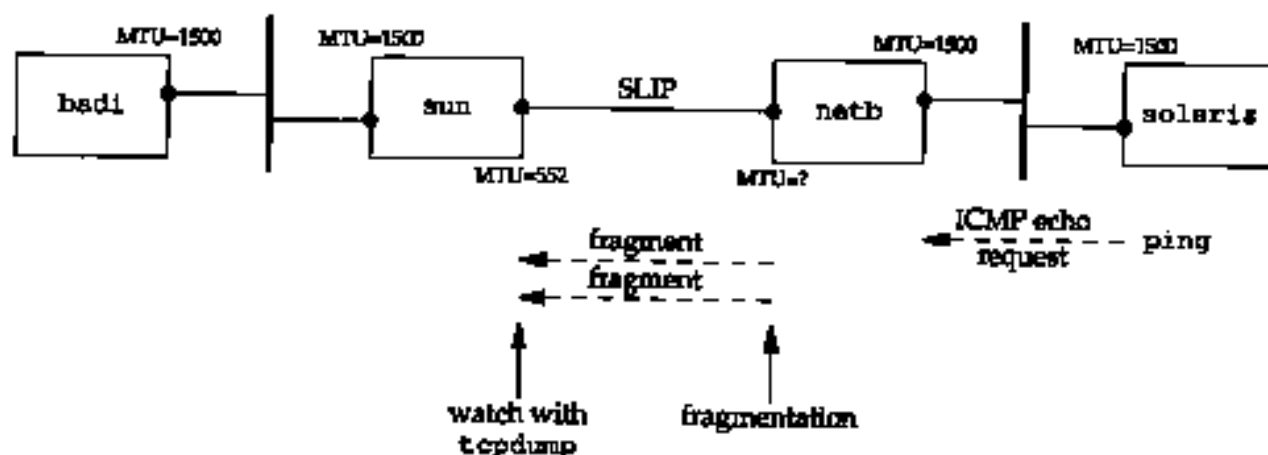 MTU=1500
MTU=1500
MTU=1500
MTU=1500
bsdi
sun
SLIP
netb
solaris
MTU=552
MTU=?
ICMP echo
request
ping
fragment
fragment
watch with
tcpdump
fragmentation